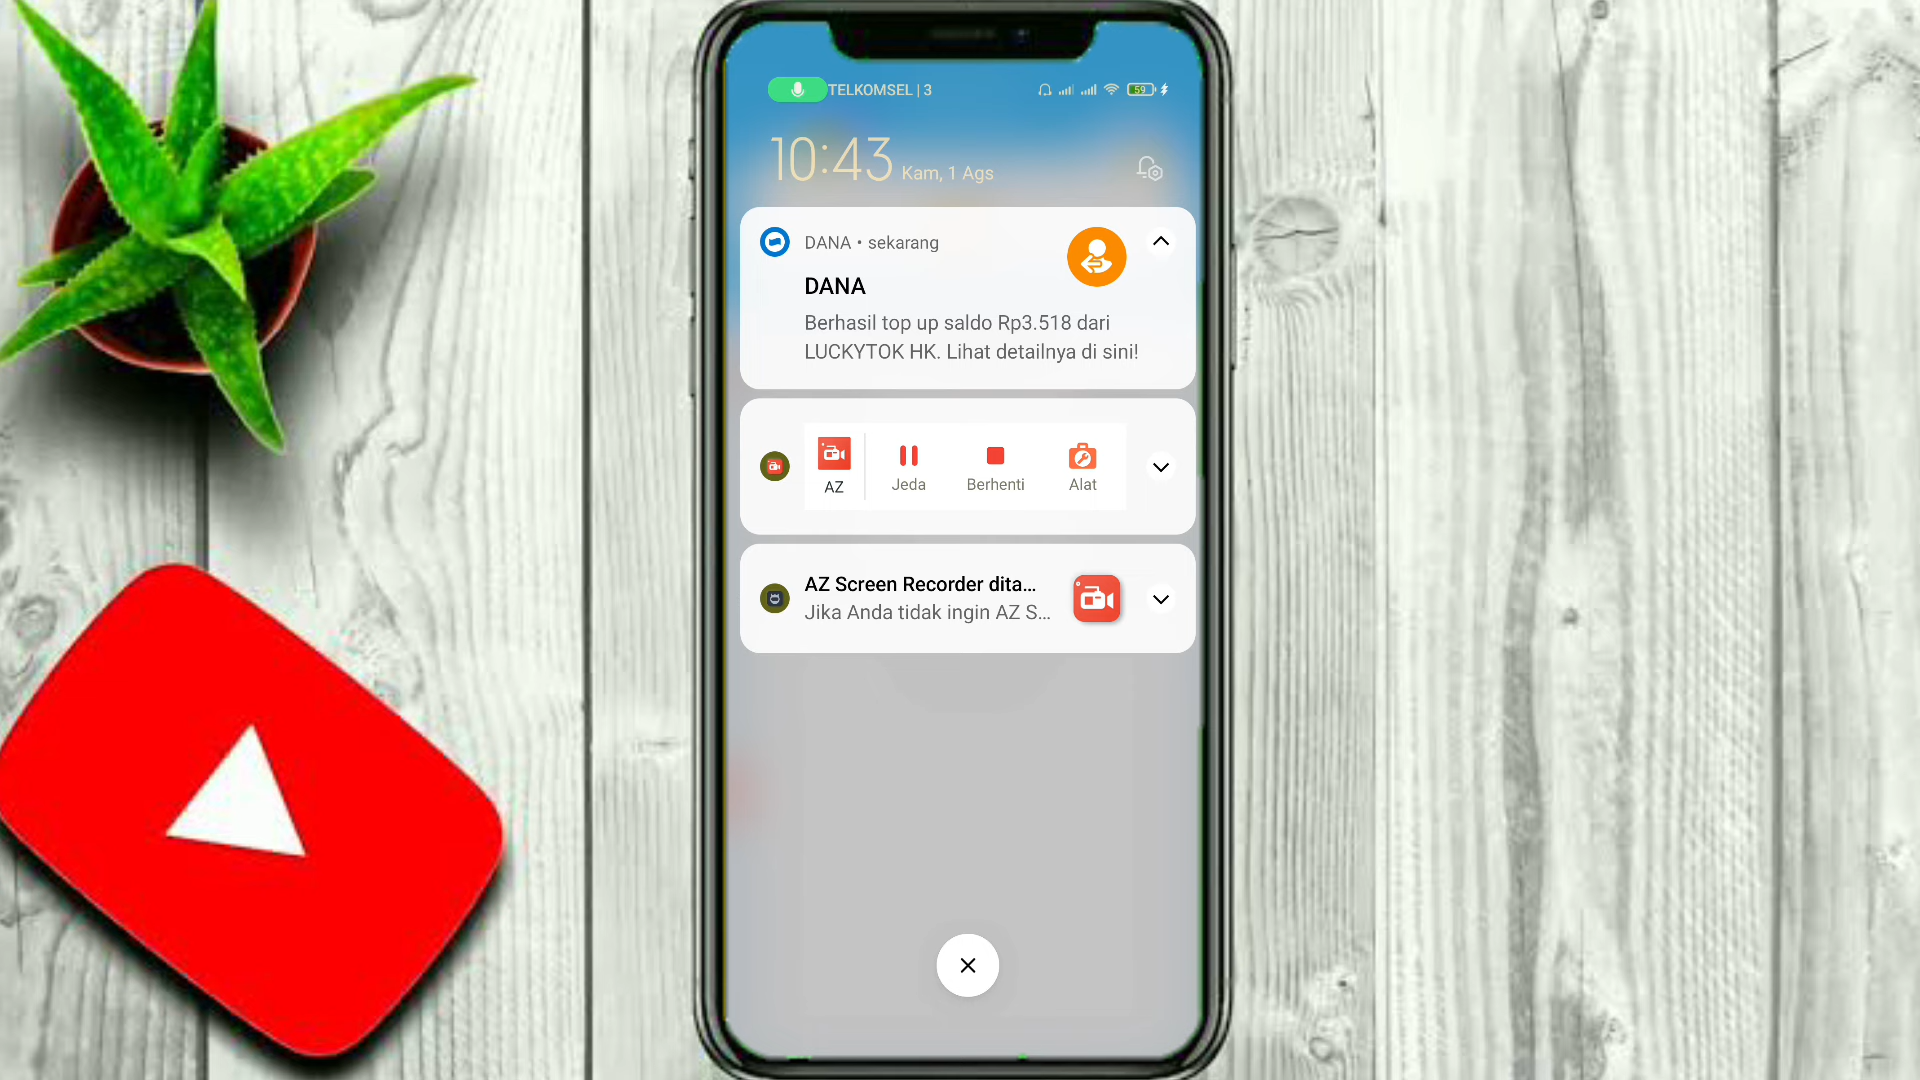 TELKOMSEL | 3
59
10:43 Kam, 1 Ags
DANA • sekarang
DANA
Berhasil top up saldo Rp3.518 dari
LUCKYTOK HK. Lihat detailnya di sini!
AZ
Jeda
Berhenti
Alat
AZ Screen Recorder dita...
Jika Anda tidak ingin AZ S...